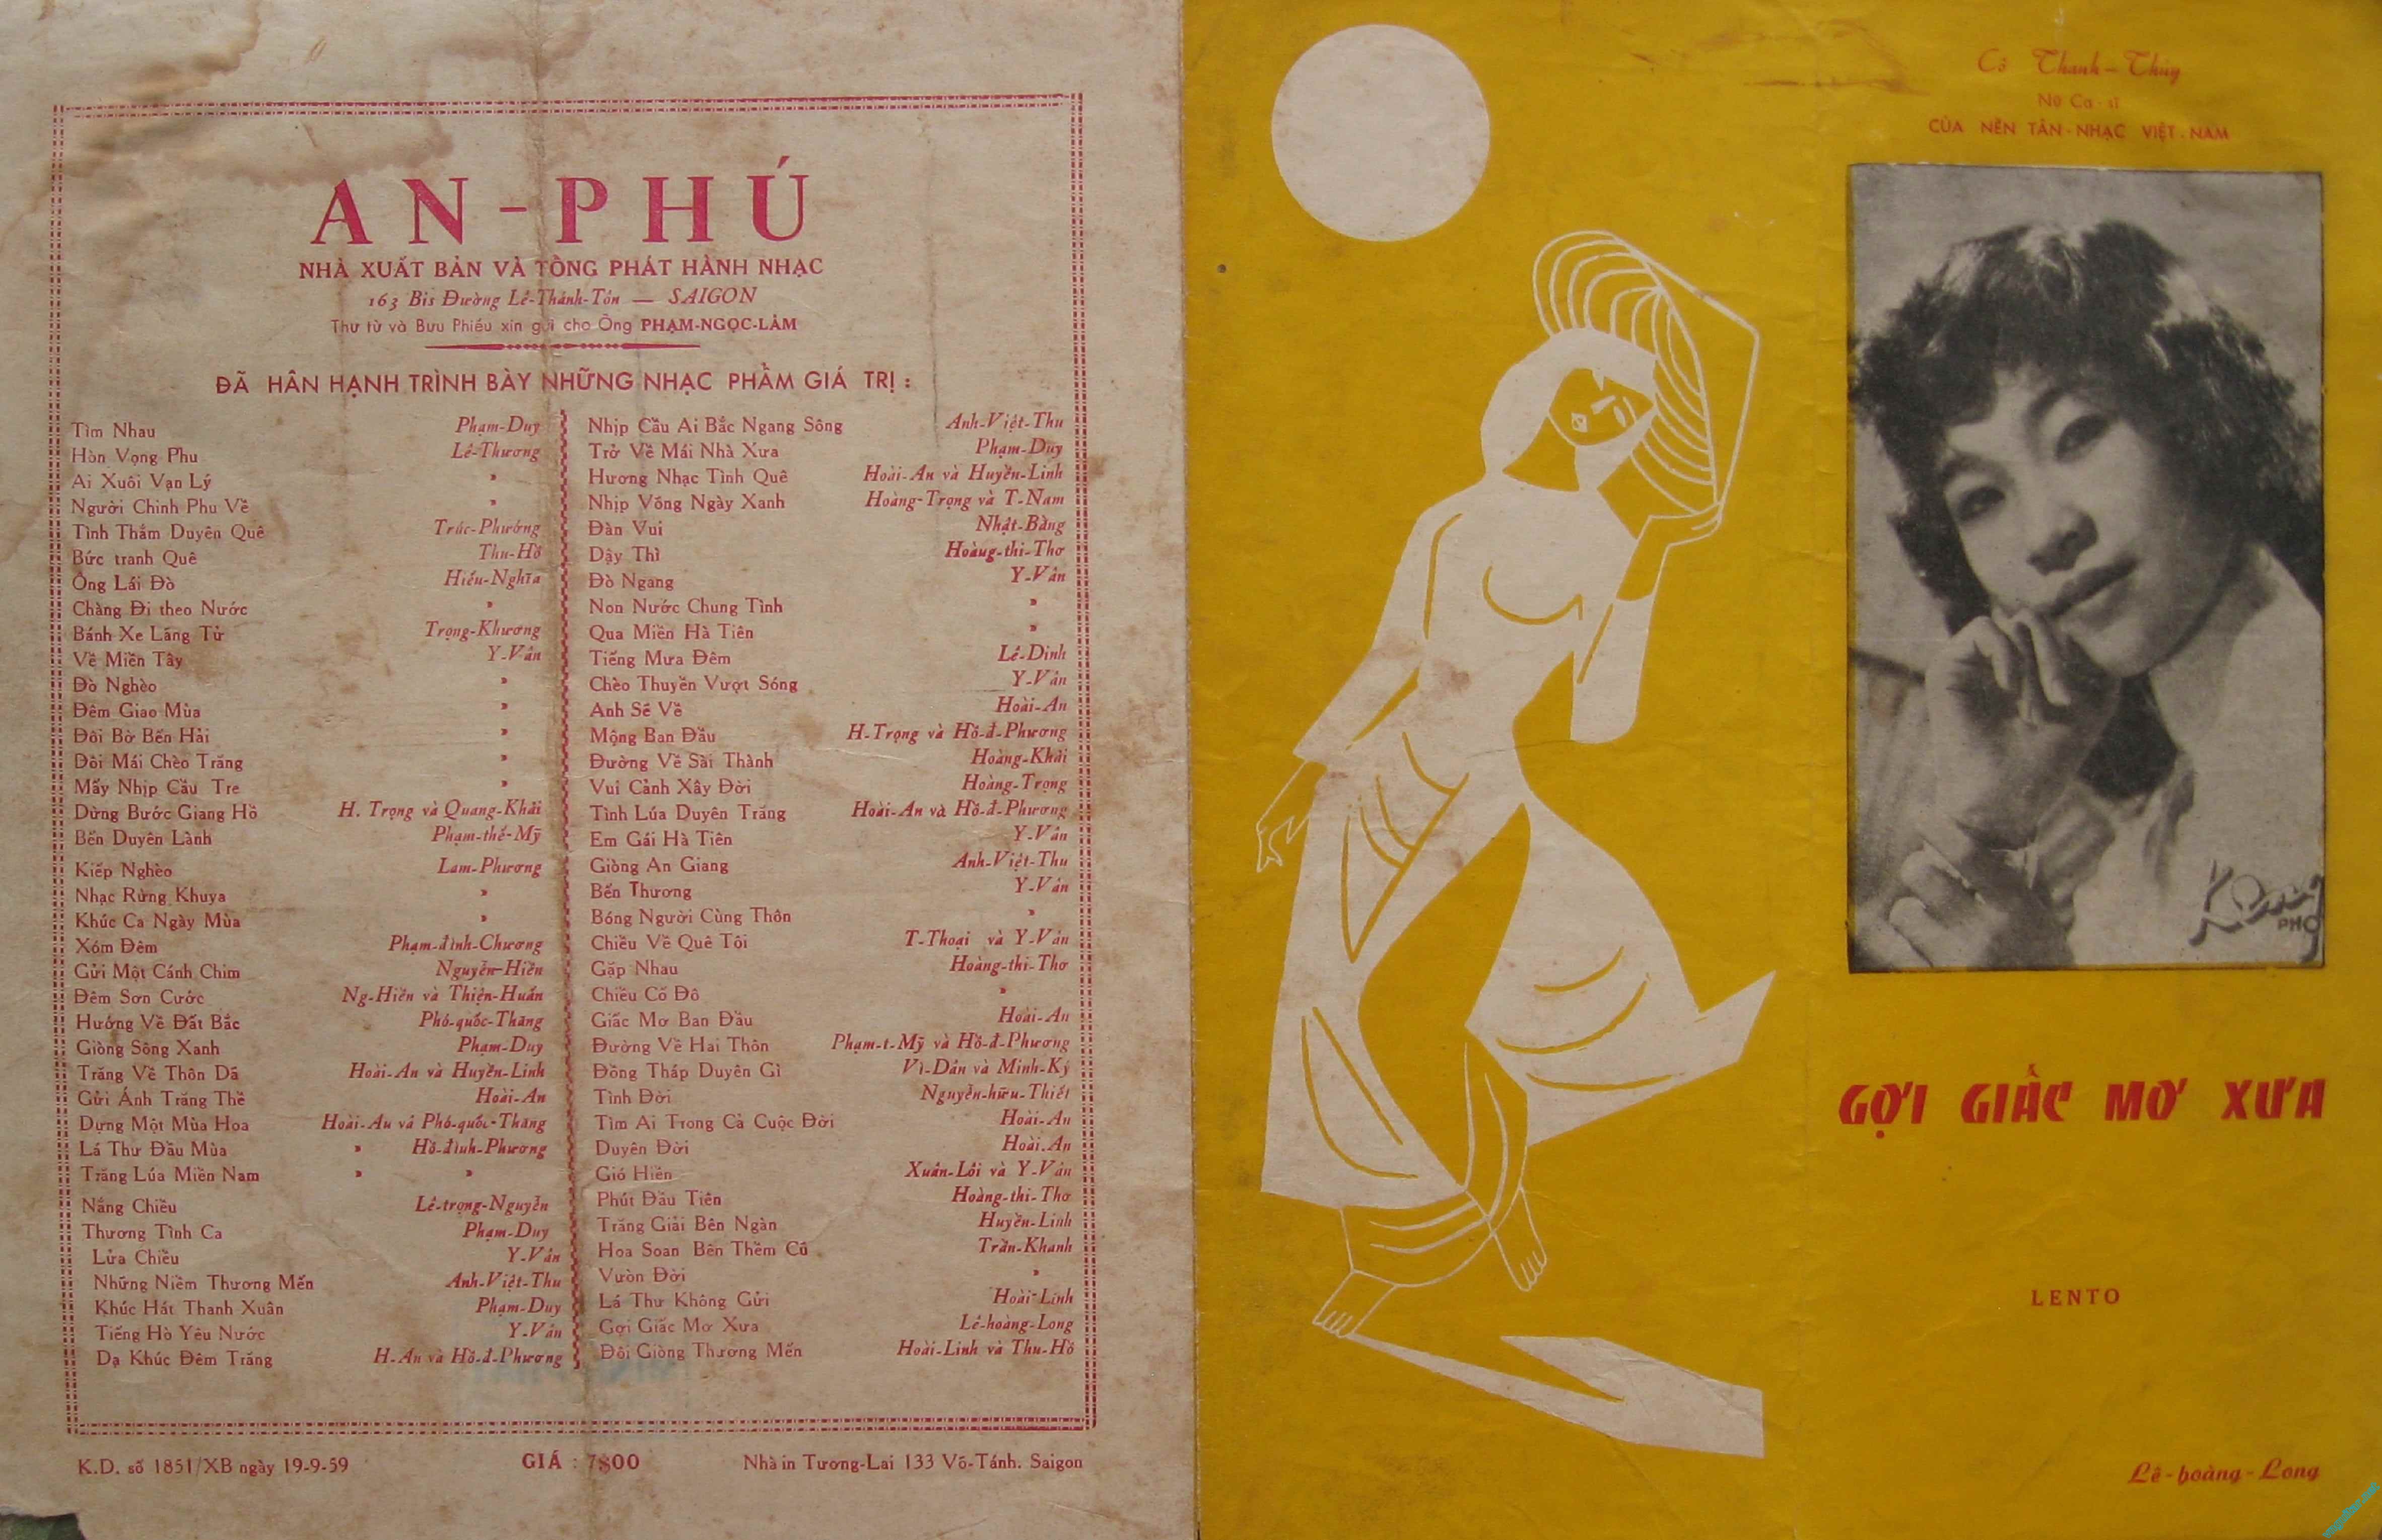 AN-PHÚ
NHÀ XUẤT BẢN VÀ TỔNG PHÁT HÀNH NHẠC
163 Bis Đường Lê-Thánh-Tôn — SAIGON
Thư từ và Bưu Phiếu xin gửi cho Ông PHẠM-NGỌC-LÂM
ĐÃ HÂN HẠNH TRÌNH BÀY NHỮNG NHẠC PHẨM GIÁ TRỊ :
Tìm Nhau Phạm-Duy
Hòn Vọng Phu Lê-Thương
Ai Xuôi Vạn Lý »
Người Chinh Phu Về »
Tình Thắm Duyên Quê Trúc-Phương
Bức tranh Quê Thu-Hồ
Ông Lái Đò Hiếu-Nghĩa
Chàng Đi theo Nước »
Bánh Xe Lãng Tử Trọng-Khương
Về Miền Tây Y-Vân
Đò Nghèo »
Đêm Giao Mùa »
Đôi Bờ Bến Hải »
Đôi Mái Chèo Trăng »
Mấy Nhịp Cầu Tre »
Dừng Bước Giang Hồ H. Trọng và Quang-Khải
Bến Duyên Lành Phạm-thế-Mỹ
Kiếp Nghèo Lam-Phương
Nhạc Rừng Khuya »
Khúc Ca Ngày Mùa »
Xóm Đêm Phạm-đình-Chương
Gửi Một Cánh Chim Nguyễn-Hiền
Đêm Sơn Cước Ng-Hiền và Thiện-Huấn
Hướng Về Đất Bắc Phó-quốc-Thăng
Giòng Sông Xanh Phạm-Duy
Trăng Về Thôn Dã Hoài-An và Huyền-Linh
Gửi Ánh Trăng Thề Hoài-An
Dựng Một Mùa Hoa Hoài-An và Phó-quốc-Thăng
Lá Thư Đầu Mùa » Hồ-đình-Phương
Trăng Lúa Miền Nam » »
Nắng Chiều Lê-trọng-Nguyễn
Thương Tình Ca Phạm-Duy
Lửa Chiều Y-Vân
Những Niềm Thương Mến Anh-Việt-Thu
Khúc Hát Thanh Xuân Phạm-Duy
Tiếng Hò Yêu Nước Y-Vân
Dạ Khúc Đêm Trăng H-An và Hồ-đ-Phương
Nhịp Cầu Ai Bắc Ngang Sông Anh-Việt-Thu
Trở Về Mái Nhà Xưa Phạm-Duy
Hương Nhạc Tình Quê Hoài-An và Huyền-Linh
Nhịp Võng Ngày Xanh Hoàng-Trọng và T-Nam
Đàn Vui Nhật-Bằng
Dậy Thì Hoàng-thi-Thơ
Đò Ngang Y-Vân
Non Nước Chung Tình »
Qua Miền Hà Tiên »
Tiếng Mưa Đêm Lê-Dinh
Chèo Thuyền Vượt Sóng Y-Vân
Anh Sẽ Về Hoài-An
Mộng Ban Đầu H-Trọng và Hồ-đ-Phương
Đường Về Sài Thành Hoàng-Khải
Vui Cảnh Xây Đời Hoàng-Trọng
Tình Lúa Duyên Trăng Hoài-An và Hồ-đ-Phương
Em Gái Hà Tiên Y-Vân
Giòng An Giang Anh-Việt-Thu
Bến Thương Y-Vân
Bóng Người Cùng Thôn »
Chiều Về Quê Tôi T-Thoại và Y-Vân
Gặp Nhau Hoàng-thi-Thơ
Chiều Cố Đô »
Giấc Mơ Ban Đầu Hoài-An
Đường Về Hai Thôn Phạm-t-Mỹ và Hồ-đ-Phương
Đồng Tháp Duyên Gì Vì-Dân và Minh-Kỳ
Tình Đời Nguyễn-hữu-Thiết
Tìm Ai Trong Cả Cuộc Đời Hoài-An
Duyên Đời Hoài-An
Gió Hiền Xuân-Lôi và Y-Vân
Phút Đầu Tiên Hoàng-thi-Thơ
Trăng Giãi Bên Ngàn Huyền-Linh
Hoa Soan Bên Thềm Cũ Trần-Khanh
Vườn Đời »
Lá Thư Không Gửi Hoài-Linh
Gợi Giấc Mơ Xưa Lê-hoàng-Long
Đôi Giòng Thương Mến Hoài-Linh và Thu-Hồ
K.D. số 1851/XB ngày 19-9-59 GIÁ : 7$00 Nhà in Tương-Lai 133 Võ-Tánh. Saigon
Cô Thanh-Thúy
Nữ Ca-sĩ
CỦA NỀN TÂN-NHẠC VIỆT-NAM
PHO
GỢI GIẤC MƠ XƯA
LENTO
Lê-hoàng-Long